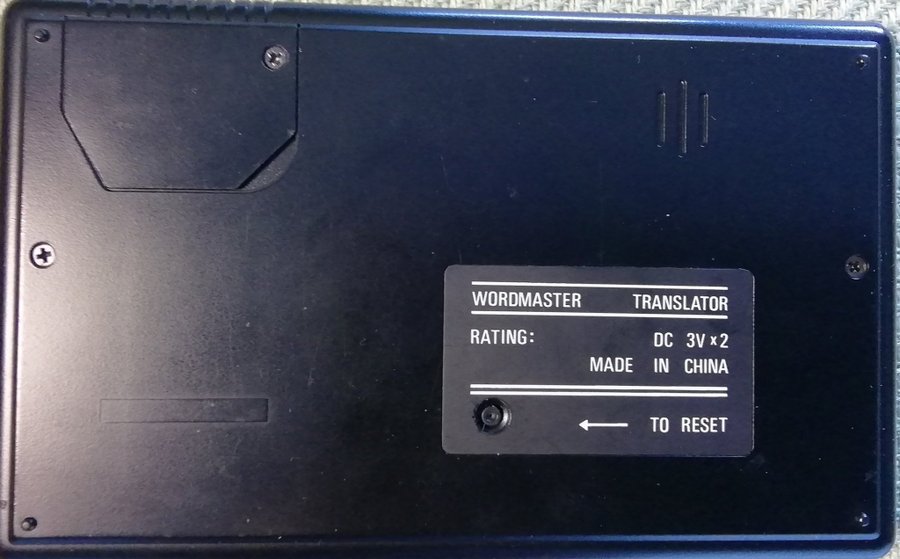 WORDMASTER TRANSLATOR
RATING: DC 3V x 2
MADE IN CHINA
TO RESET